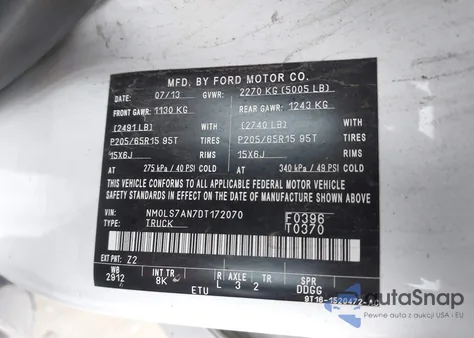 MFD. BY FORD MOTOR CO.
DATE: 07/13 GVWR: 2270 KG (5005 LB)
FRONT GAWR: 1130 KG REAR GAWR: 1243 KG
(2491 LB) WITH (2740 LB) WITH
P205/65R15 95T TIRES P205/65R15 95T TIRES
15X6J RIMS 15X6J RIMS
AT 275 kPa / 40 PSI COLD AT 340 kPa / 49 PSI COLD
THIS VEHICLE CONFORMS TO ALL APPLICABLE FEDERAL MOTOR VEHICLE
SAFETY STANDARDS IN EFFECT ON THE DATE OF MANUFACTURE SHOWN ABOVE.
VIN: NM0LS7AN7DT172070 F0396
TYPE: TRUCK T0370
EXT PNT: Z2
WB INT TR R AXLE TR SPR
2912 8K L 3 2 DDGG
ETU 9T16-1520472
autaSnap
Pewne auta używane z USA i EU